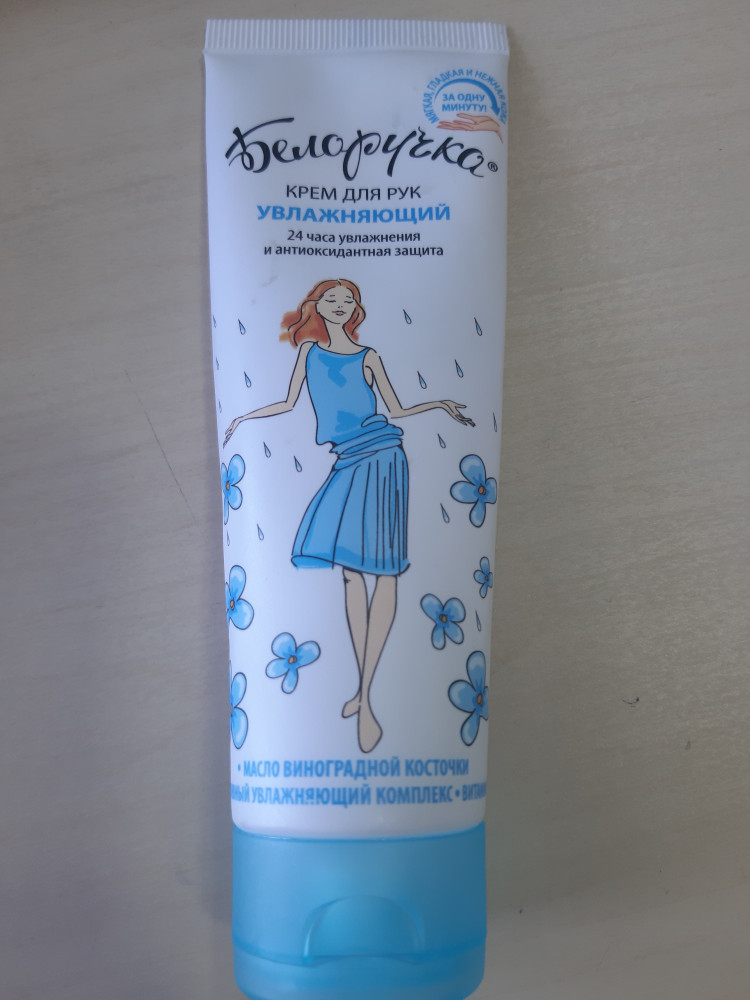 МЯГКАЯ, ГЛАДКАЯ И НЕЖНАЯ
ЗА ОДНУ
МИНУТУ!
Белоручка®
КРЕМ ДЛЯ РУК
УВЛАЖНЯЮЩИЙ
24 часа увлажнения
и антиоксидантная защита
• МАСЛО ВИНОГРАДНОЙ КОСТОЧКИ
УВЛАЖНЯЮЩИЙ КОМПЛЕКС •